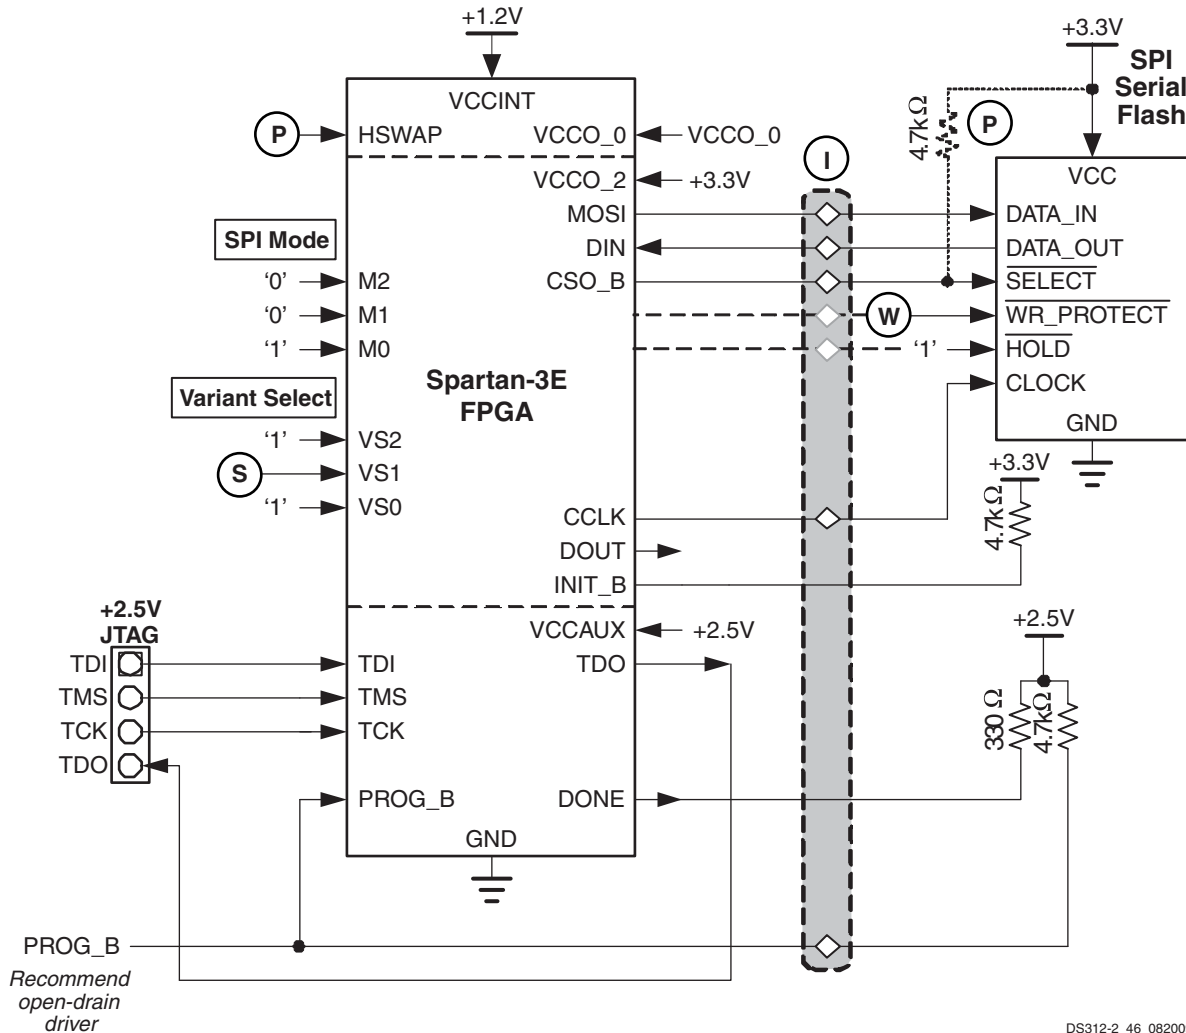 +1.2V
+3.3V
SPI
Serial
Flash
P
4.7kΩ
VCCINT
P
HSWAP
VCCO_0
VCCO_0
I
VCC
VCCO_2
+3.3V
MOSI
DATA_IN
SPI Mode
DIN
DATA_OUT
'0'
M2
CSO_B
SELECT
'0'
M1
W
WR_PROTECT
'1'
M0
'1'
HOLD
Spartan-3E
FPGA
CLOCK
Variant Select
GND
'1'
VS2
S
VS1
+3.3V
'1'
VS0
4.7kΩ
CCLK
DOUT
INIT_B
+2.5V
JTAG
VCCAUX
+2.5V
+2.5V
TDI
TDI
TDO
TMS
TMS
TCK
TCK
330 Ω
4.7kΩ
TDO
PROG_B
DONE
GND
PROG_B
Recommend
open-drain
driver
DS312-2_46_08200